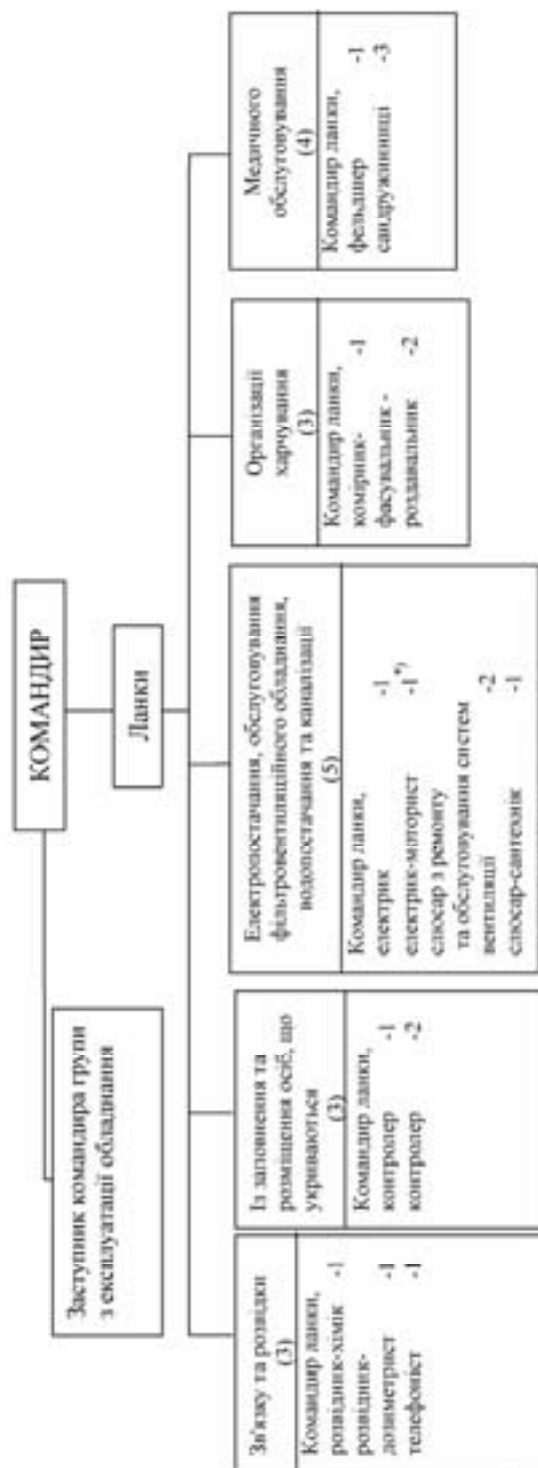 КОМАНДИР
Заступник командира групи
з експлуатації обладнання
Ланки
Зв'язку та розвідки
(3)
Командир ланки,
розвідник-хімік -1
розвідник-
дозиметрист -1
телефоніст -1
Із заповнення та
розміщення осіб, що
укриваються
(3)
Командир ланки,
контролер -1
контролер -2
Електропостачання, обслуговування
фільтровентиляційного обладнання,
водопостачання та каналізації
(5)
Командир ланки,
електрик -1
електрик-моторист -1*)
слюсар з ремонту
та обслуговування систем
вентиляції -2
слюсар-сантехнік -1
Організації
харчування
(3)
Командир ланки,
комірник- -1
фасувальник -
роздавальник -2
Медичного
обслуговування
(4)
Командир ланки,
фельдшер -1
сандружинниці -3